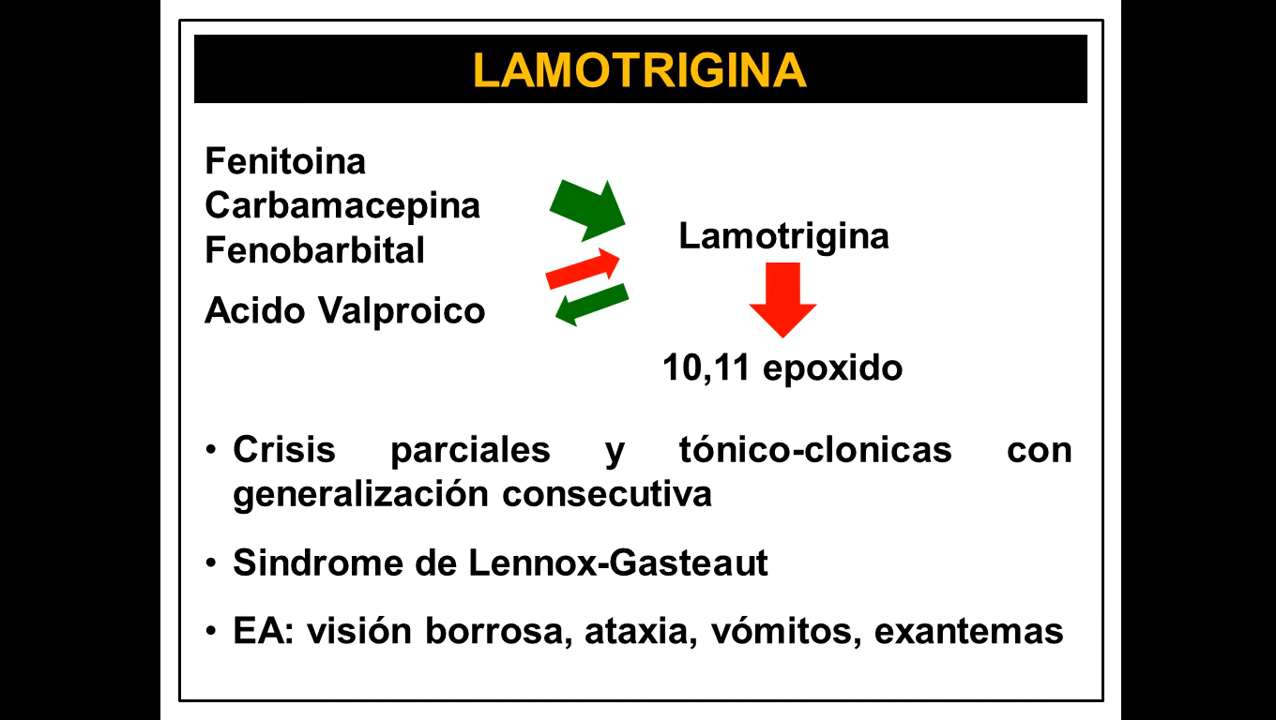 LAMOTRIGINA
Fenitoina
Carbamacepina
Fenobarbital
Acido Valproico
Lamotrigina
10,11 epoxido
• Crisis parciales y tónico-clonicas con
generalización consecutiva
• Sindrome de Lennox-Gasteaut
• EA: visión borrosa, ataxia, vómitos, exantemas